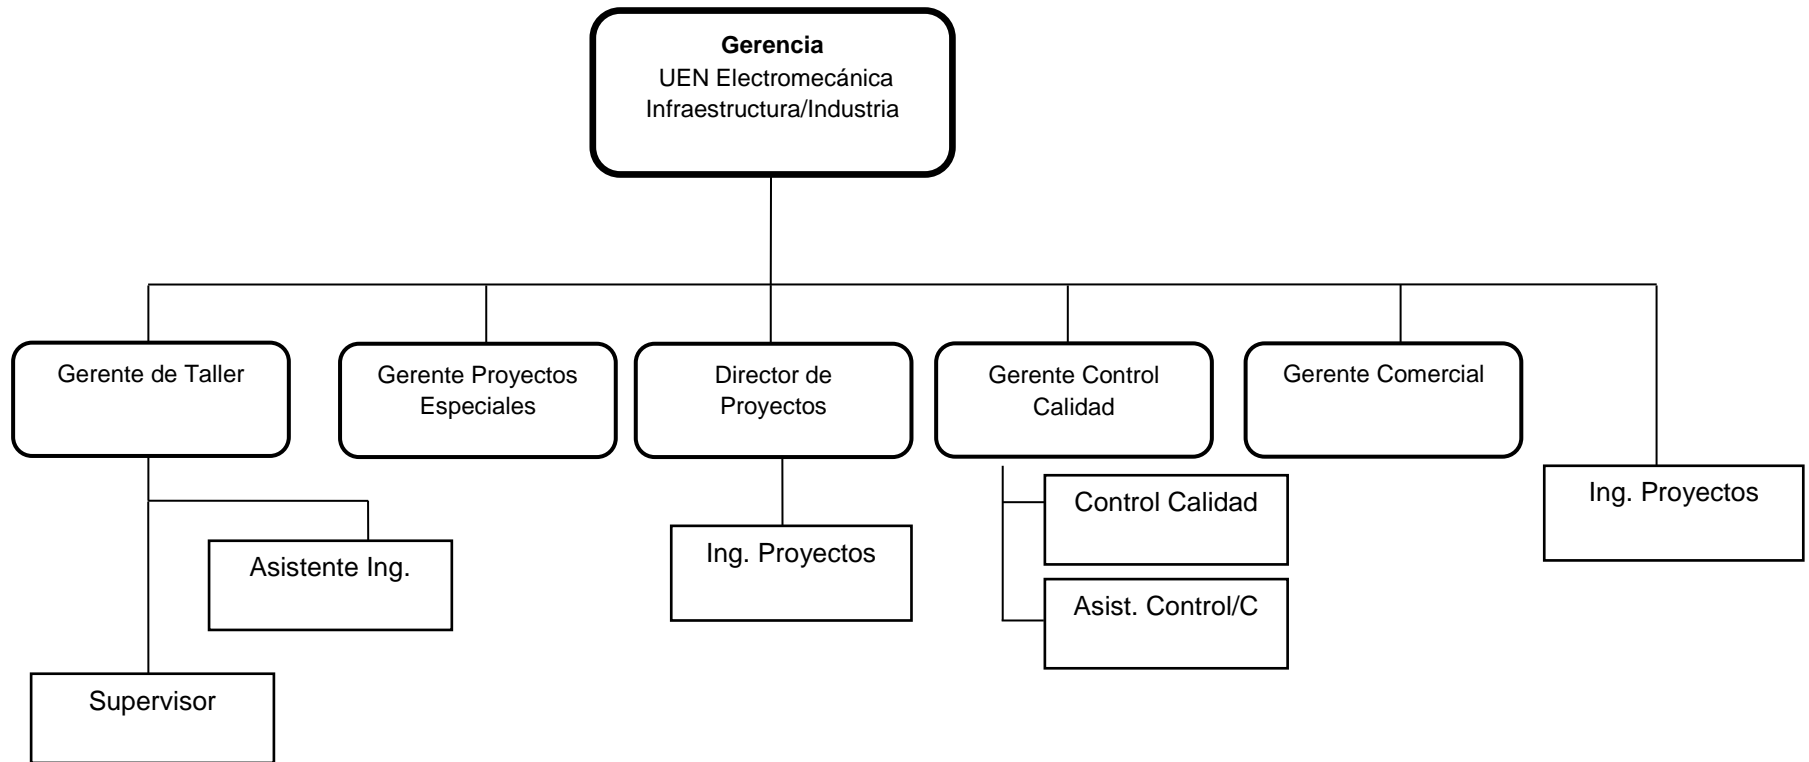 Gerencia
UEN Electromecánica
Infraestructura/Industria
Gerente de Taller
Gerente Proyectos
Especiales
Director de
Proyectos
Gerente Control
Calidad
Gerente Comercial
Ing. Proyectos
Control Calidad
Ing. Proyectos
Asistente Ing.
Asist. Control/C
Supervisor